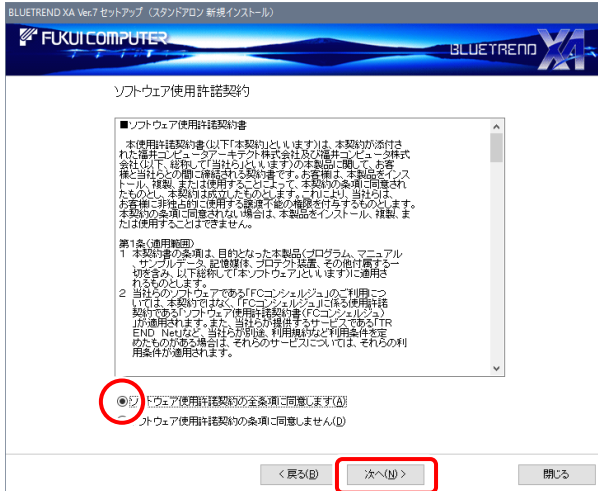 BLUETREND XA Ver.7 セットアップ（スタンドアロン 新規インストール）
FUKUI COMPUTER
BLUETREND XA
ソフトウェア使用許諾契約
■ソフトウェア使用許諾契約書
本使用許諾契約書(以下「本契約」といいます)は、本契約が添付さ
れた福井コンピュータアーキテクト株式会社及び福井コンピュータ株式
会社(以下、総称して「当社ら」といいます)の本製品に関して、お客
様と当社らとの間に締結される契約書です。お客様は、本製品をインス
トール、複製、または使用することによって、本契約の条項に同意され
たものとし、本契約は成立したものとします。これにより、当社らは、
お客様に非独占的に使用する譲渡不能の権限を付与するものとします。
本契約の条項に同意されない場合は、本製品をインストール、複製、ま
たは使用することはできません。
第1条(適用範囲)
1 本契約書の条項は、目的となった本製品(プログラム、マニュアル
、サンプルデータ、記憶媒体、プロテクト装置、その他付属する一
切を含み、以下総称して「本ソフトウェア」といいます)に適用さ
れるものとします。
2 当社らのソフトウェアである「FCコンシェルジュ」のご利用につ
いては、本契約ではなく、「FCコンシェルジュ」に係る使用許諾
契約である「ソフトウェア使用許諾契約書(FCコンシェルジュ)
」が適用されます。また、当社らが提供するサービスである「TR
END Net」など、当社らが別途、利用規約など利用条件を定
めたものがある場合は、それらのサービスについては、それらの利
用条件が適用されます。
ソフトウェア使用許諾契約の全条項に同意します(A)
フトウェア使用許諾契約の条項に同意しません(D)
< 戻る(B)
次へ(N) >
閉じる